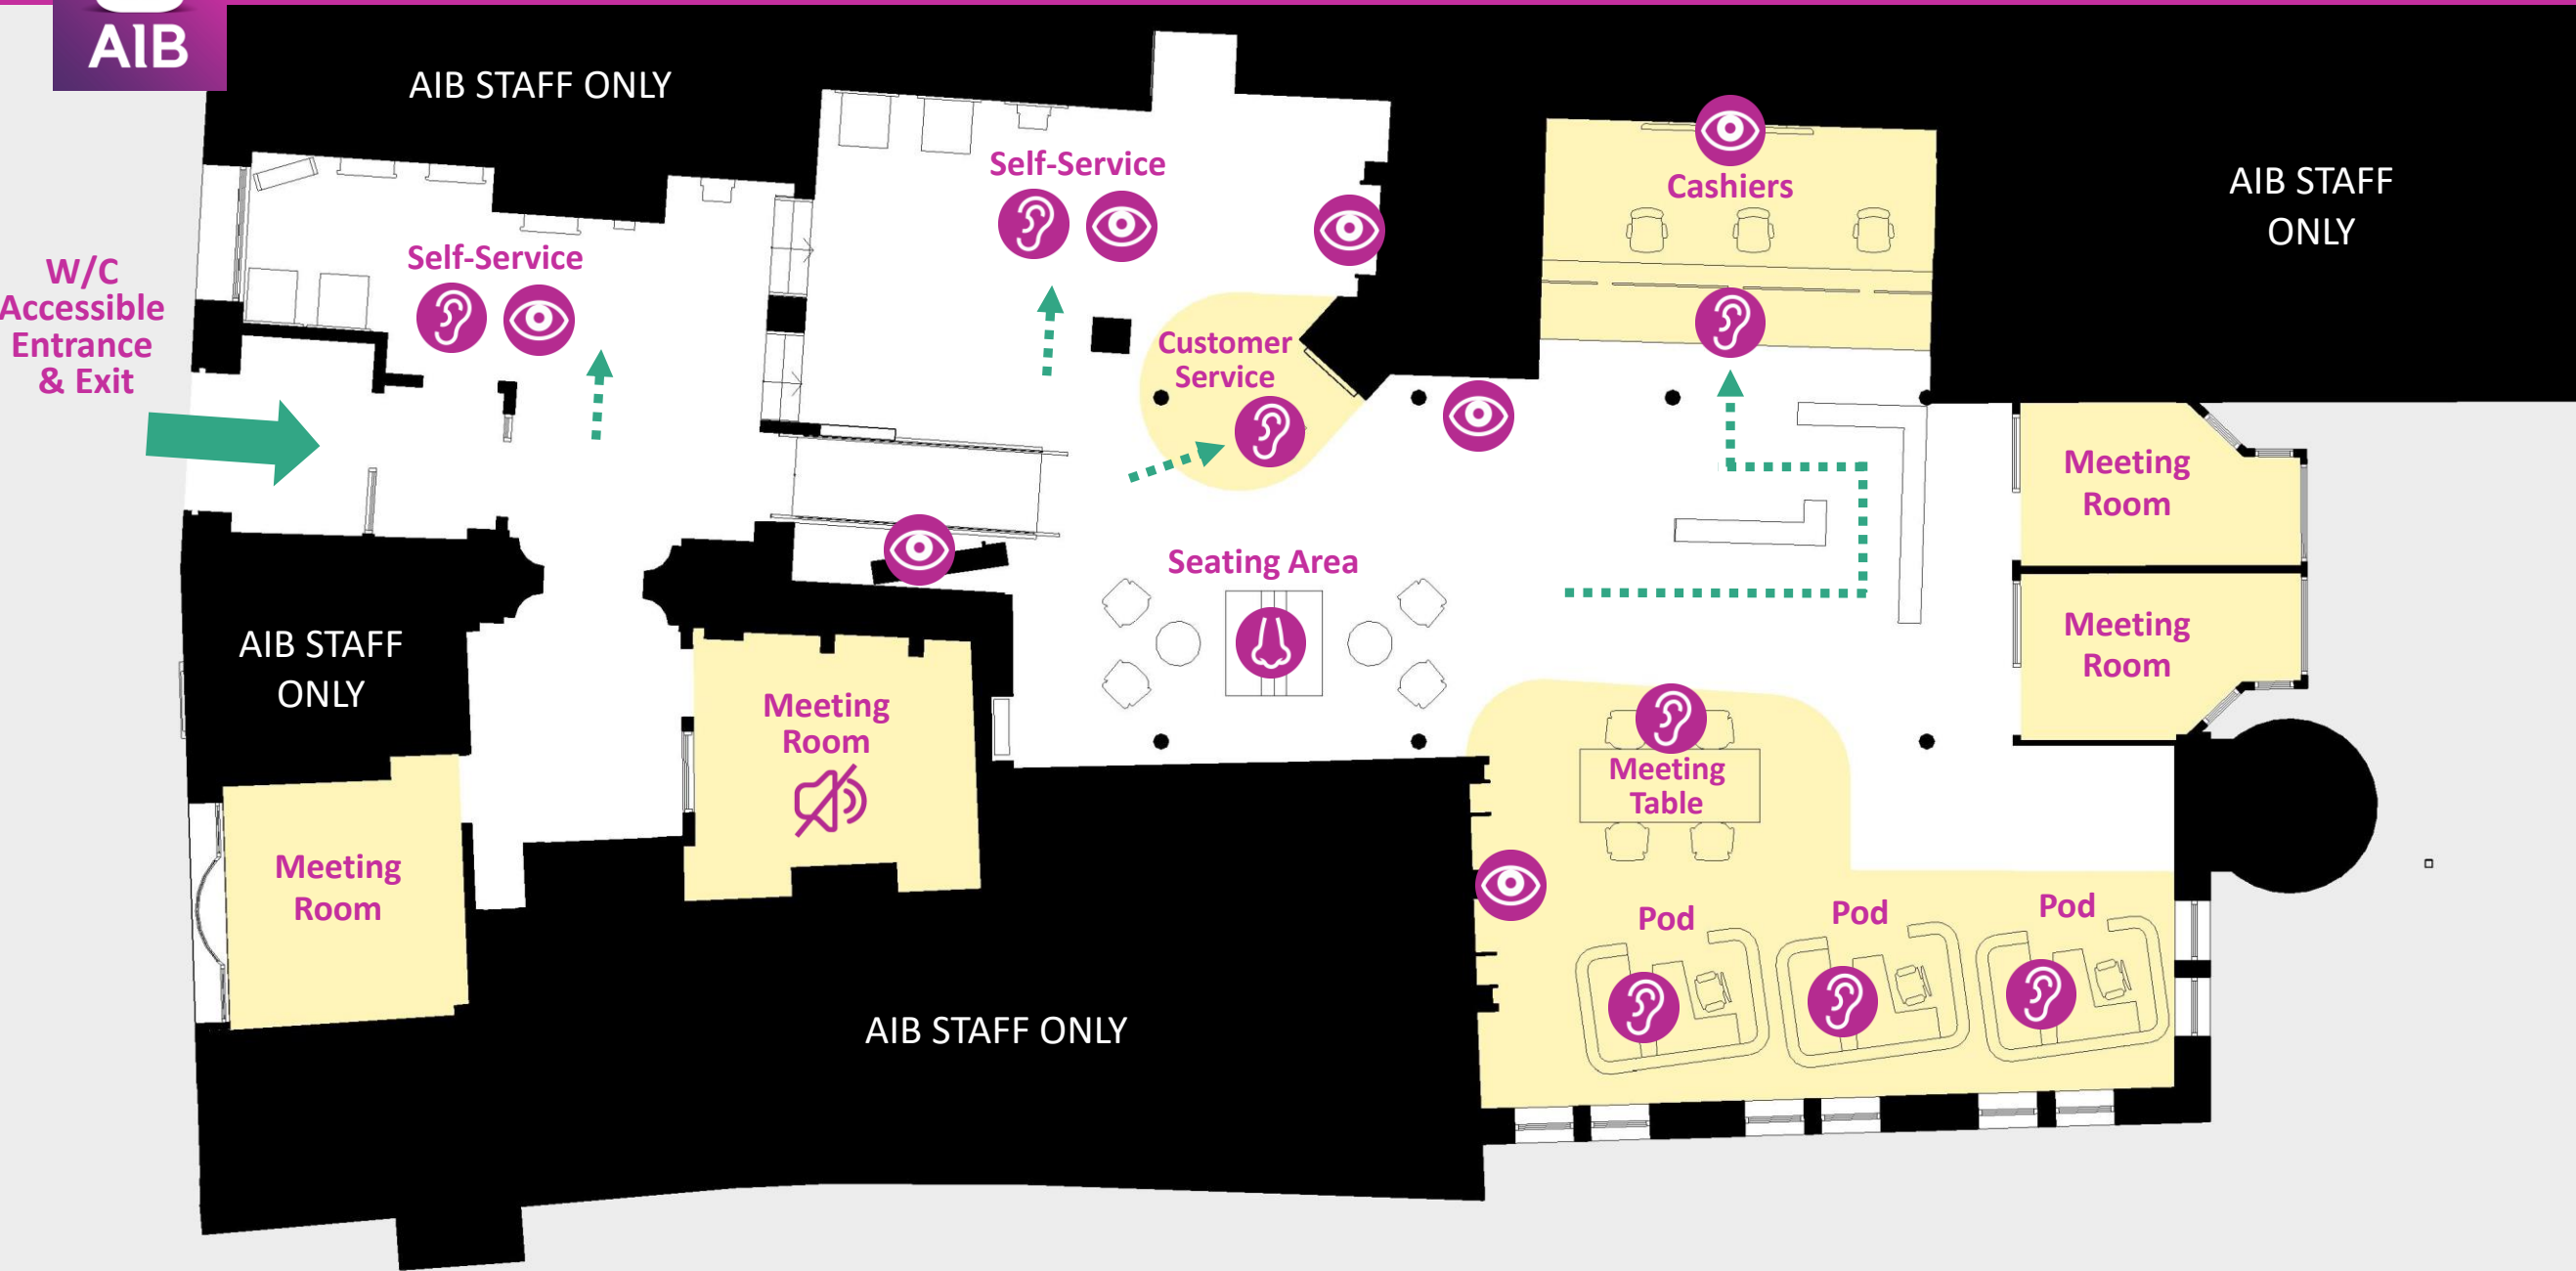 AIB
AIB STAFF ONLY
Self-Service
Cashiers
AIB STAFF
ONLY
W/C
Accessible
Entrance
& Exit
Self-Service
Customer
Service
Meeting
Room
Seating Area
Meeting
Room
AIB STAFF
ONLY
Meeting
Room
Meeting
Table
Meeting
Room
Pod
Pod
Pod
AIB STAFF ONLY